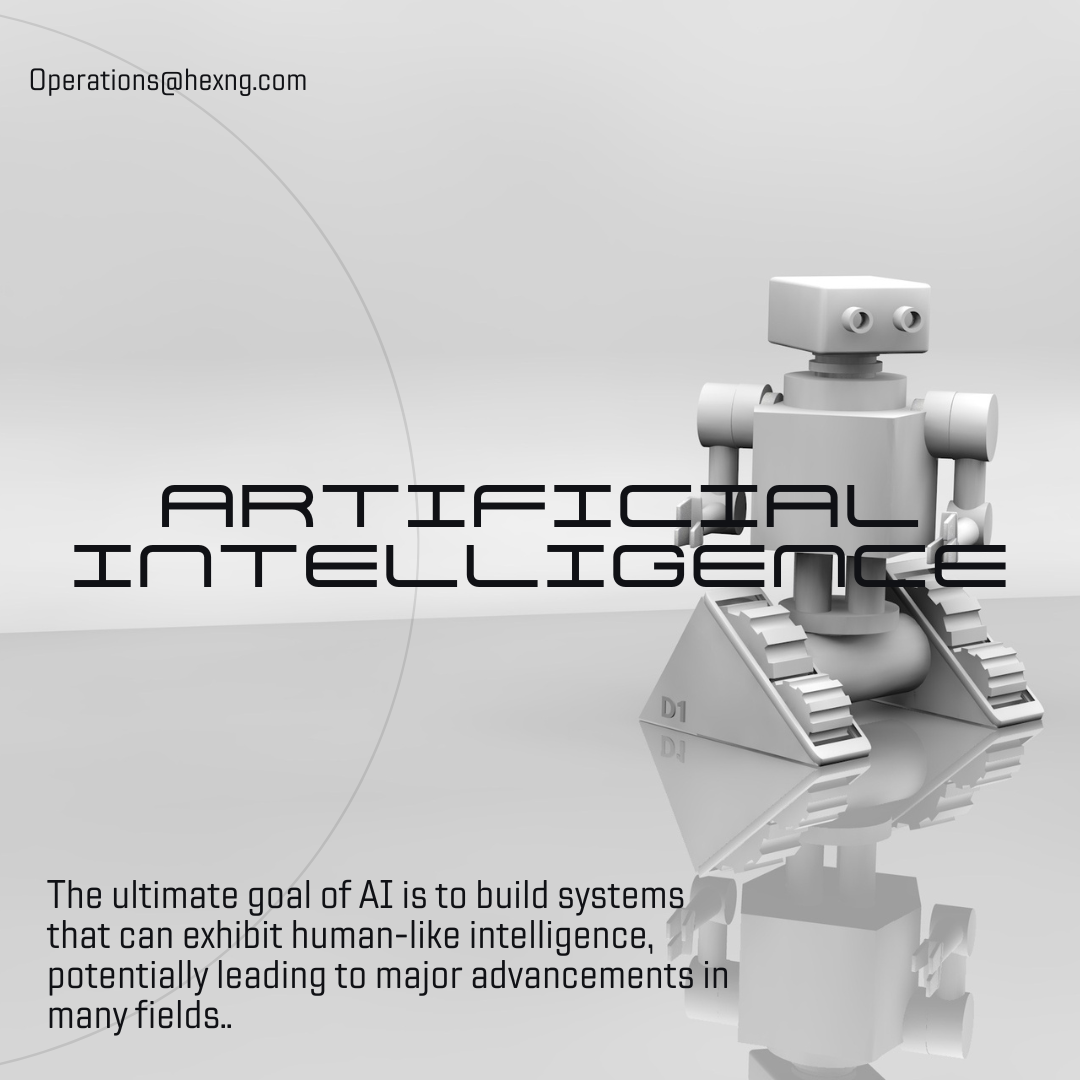 Operations@hexng.com
ARTIFICIAL
INTELLIGENCE
D1
The ultimate goal of AI is to build systems
that can exhibit human-like intelligence,
potentially leading to major advancements in
many fields..